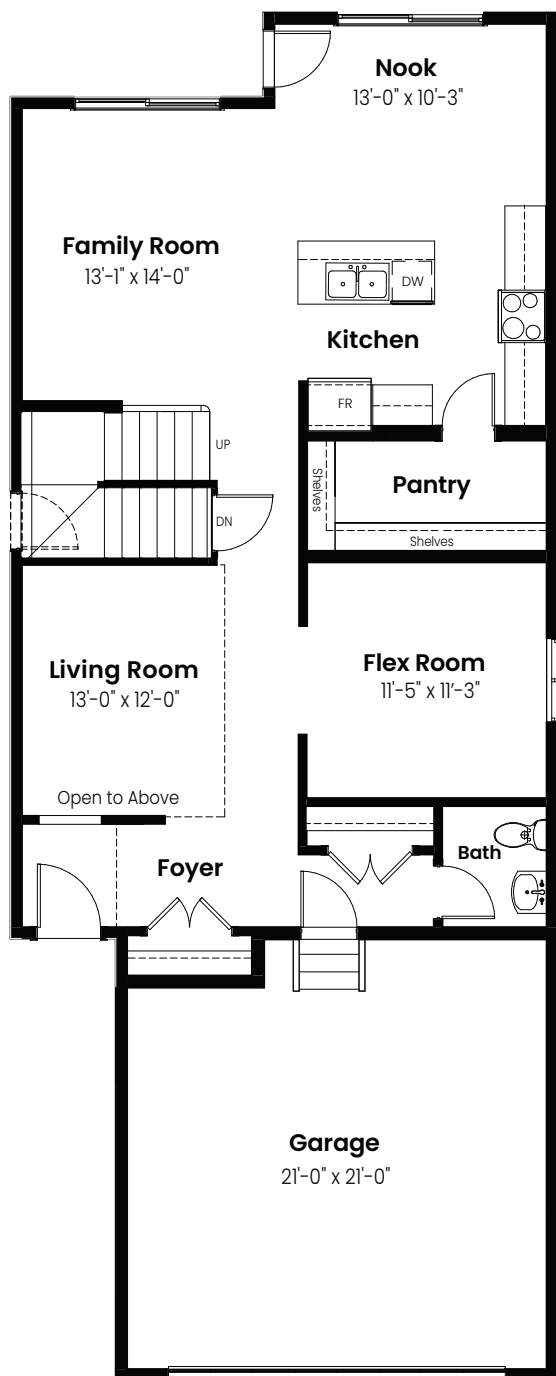 Nook
13'-0" x 10'-3"
Family Room
13'-1" x 14'-0"
DW
Kitchen
FR
UP
Pantry
Shelves
DN
Shelves
Living Room
13'-0" x 12'-0"
Flex Room
11'-5" x 11’-3"
Open to Above
Bath
Foyer
Garage
21'-0" x 21'-0"